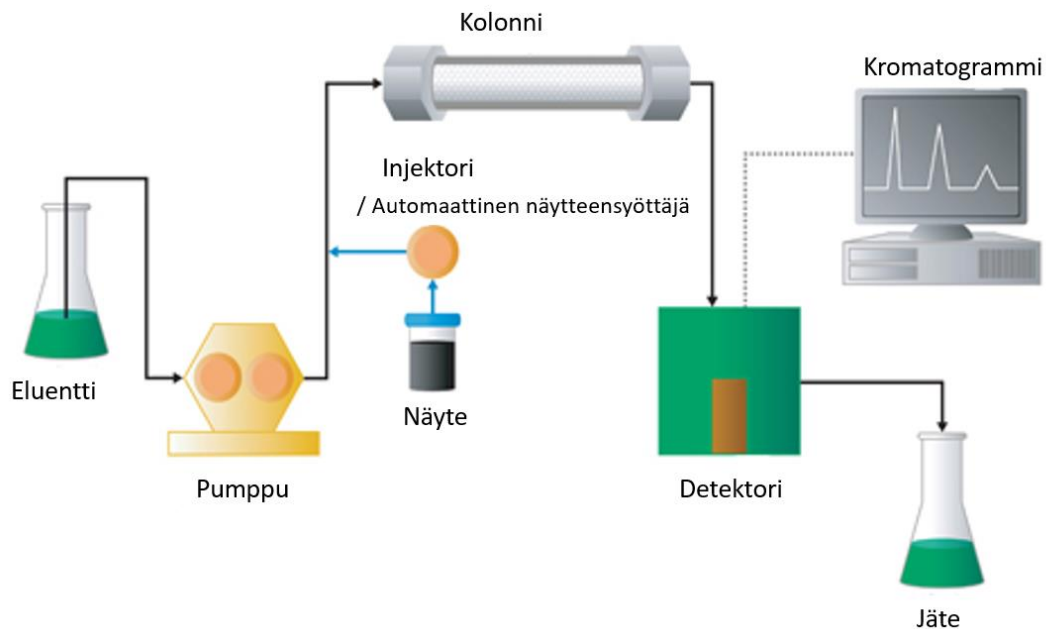 Kolonni
Kromatogrammi
Injektori
/ Automaattinen näytteensyöttäjä
Eluentti
Näyte
Pumppu
Detektori
Jäte